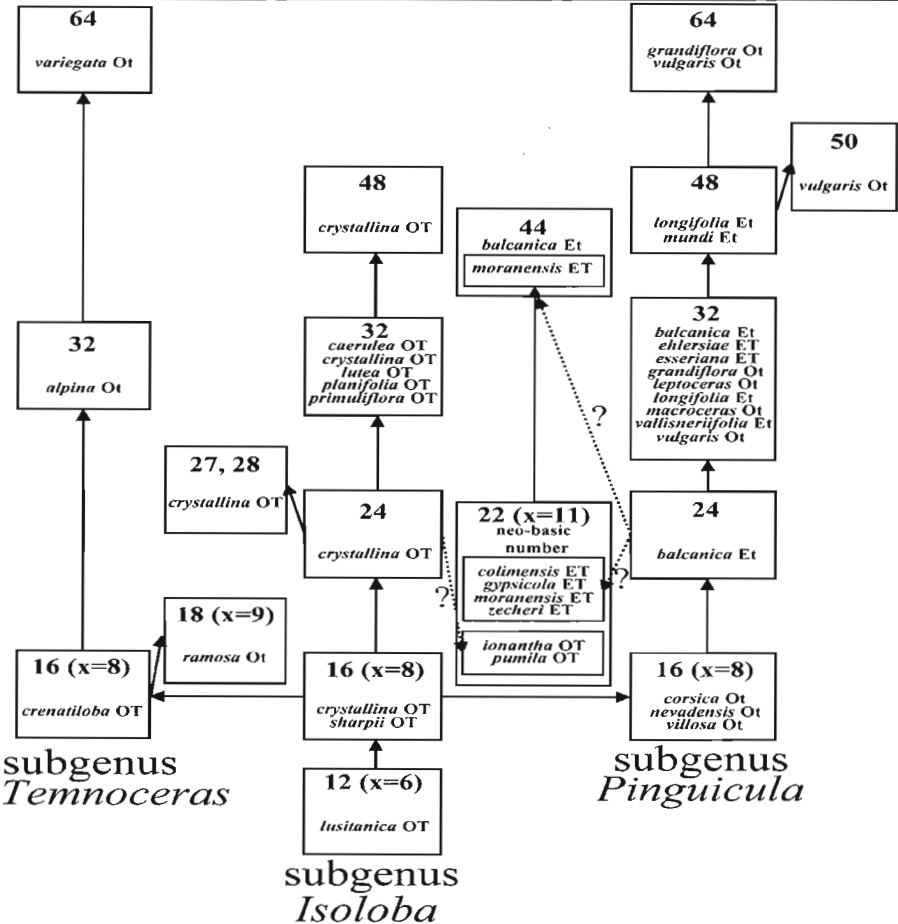 64
variegata Ot
32
alpina Ot
18 (x=9)
ramosa Ot
16 (x=8)
crenatiloba OT
subgenus
Temnoceras
48
crystallina OT
32
caerulea OT
crystallina OT
lutea OT
planifolia OT
primuliflora OT
27, 28
crystallina OT
24
crystallina OT
?
16 (x=8)
crystallina OT
sharpii OT
12 (x=6)
lusitanica OT
subgenus
Isoloba
44
balcanica Et
moranensis ET
?
22 (x=11)
neo-basic
number
colimensis ET
gypsicola ET
moranensis ET
zecheri ET
?
ionantha OT
pumila OT
64
grandiflora Ot
vulgaris Ot
50
vulgaris Ot
48
longifolia Et
mundi Et
32
balcanica Et
ehlersiae ET
esseriana ET
grandiflora Ot
leptoceras Ot
longifolia Et
macroceras Ot
vallisneriifolia Et
vulgaris Ot
24
balcanica Et
16 (x=8)
corsica Ot
nevadensis Ot
villosa Ot
subgenus
Pinguicula